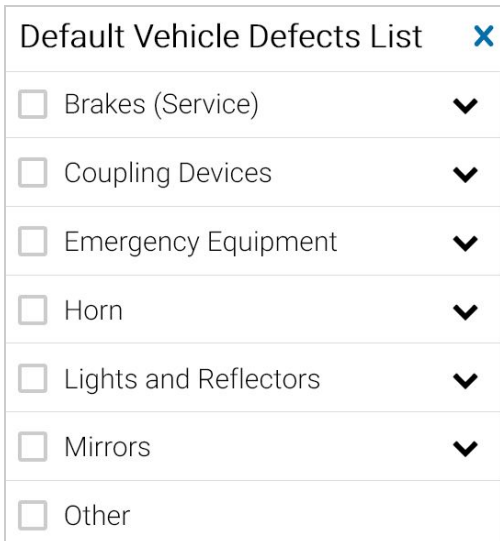 Default Vehicle Defects List
Brakes (Service)
Coupling Devices
Emergency Equipment
Horn
Lights and Reflectors
Mirrors
Other